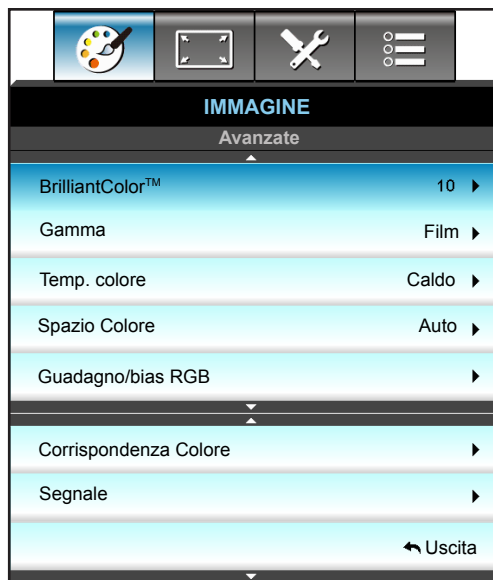 IMMAGINE
Avanzate
BrilliantColor™ 10
Gamma Film
Temp. colore Caldo
Spazio Colore Auto
Guadagno/bias RGB
Corrispondenza Colore
Segnale
Uscita